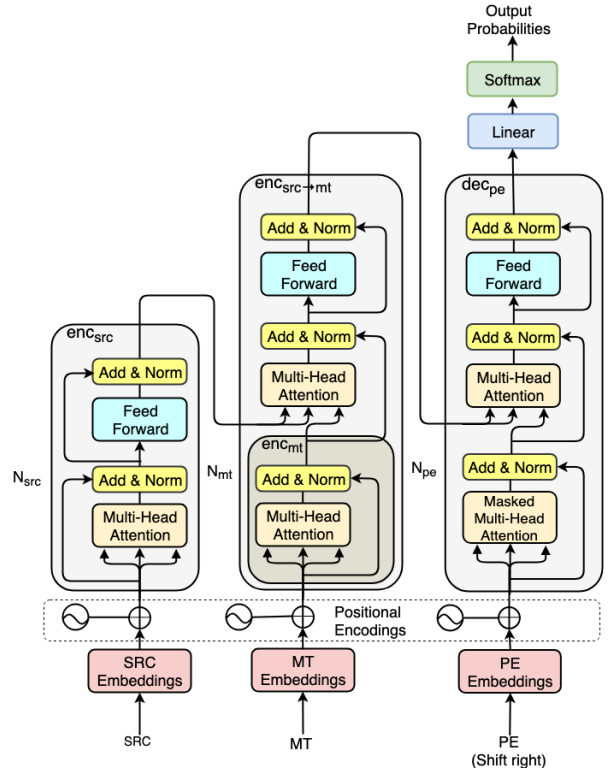 Output
Probabilities
Softmax
Linear
dec_pe
Add & Norm
Feed
Forward
Add & Norm
Multi-Head
Attention
Add & Norm
Masked
Multi-Head
Attention
N_pe
enc_src→mt
Add & Norm
Feed
Forward
Add & Norm
Multi-Head
Attention
enc_mt
Add & Norm
Multi-Head
Attention
N_mt
enc_src
Add & Norm
Feed
Forward
Add & Norm
Multi-Head
Attention
N_src
Positional
Encodings
SRC
Embeddings
MT
Embeddings
PE
Embeddings
SRC
MT
PE
(Shift right)